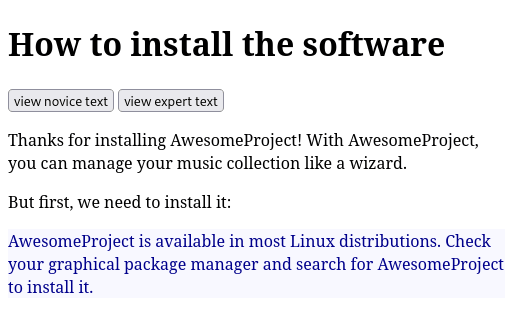 How to install the software
view novice text view expert text
Thanks for installing AwesomeProject! With AwesomeProject,
you can manage your music collection like a wizard.
But first, we need to install it:
AwesomeProject is available in most Linux distributions. Check
your graphical package manager and search for AwesomeProject
to install it.